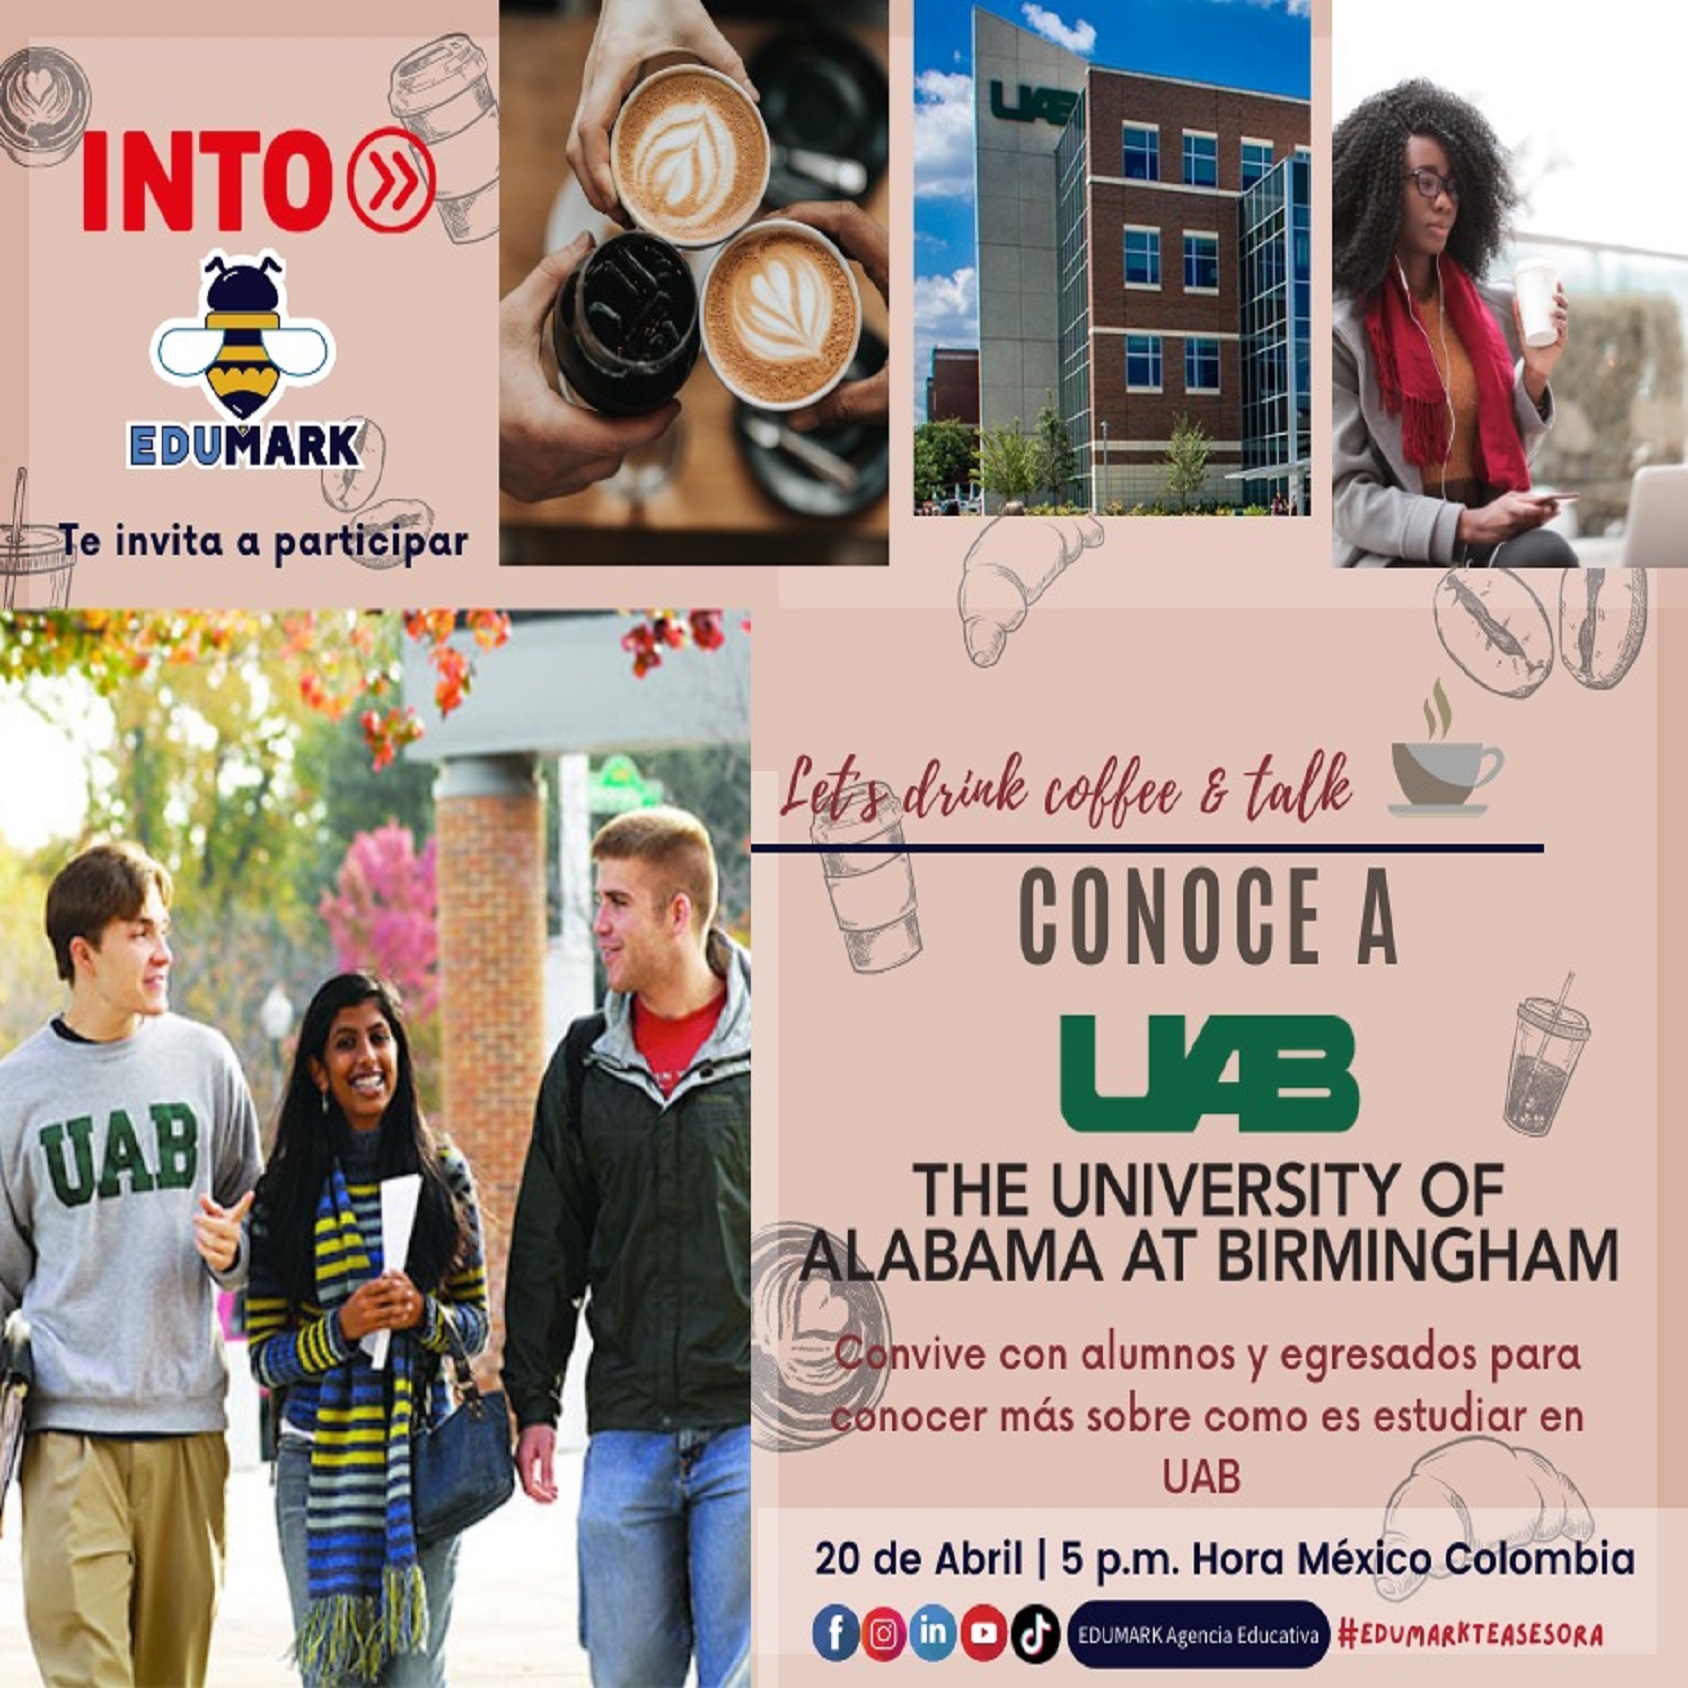 INTO
EDUMARK
Te invita a participar
UAB
UAB
Let's drink coffee & talk
CONOCE A
UAB
THE UNIVERSITY OF
ALABAMA AT BIRMINGHAM
Convive con alumnos y egresados para
conocer más sobre como es estudiar en
UAB
20 de Abril | 5 p.m. Hora México Colombia
EDUMARK Agencia Educativa #EDUMARKTEASESORA